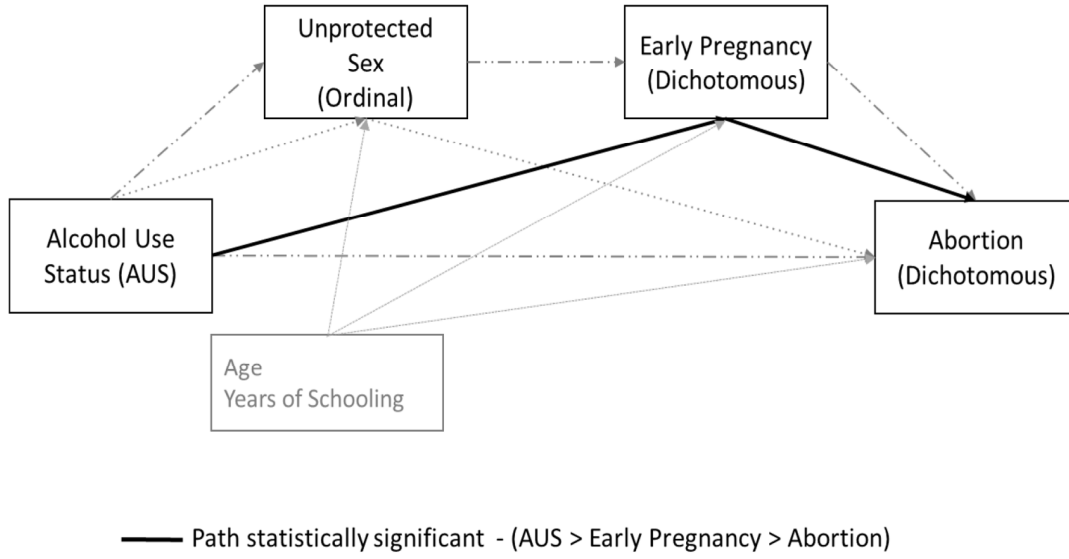 Unprotected
Sex
(Ordinal)
Early Pregnancy
(Dichotomous)
Alcohol Use
Status (AUS)
Abortion
(Dichotomous)
Age
Years of Schooling
Path statistically significant - (AUS > Early Pregnancy > Abortion)